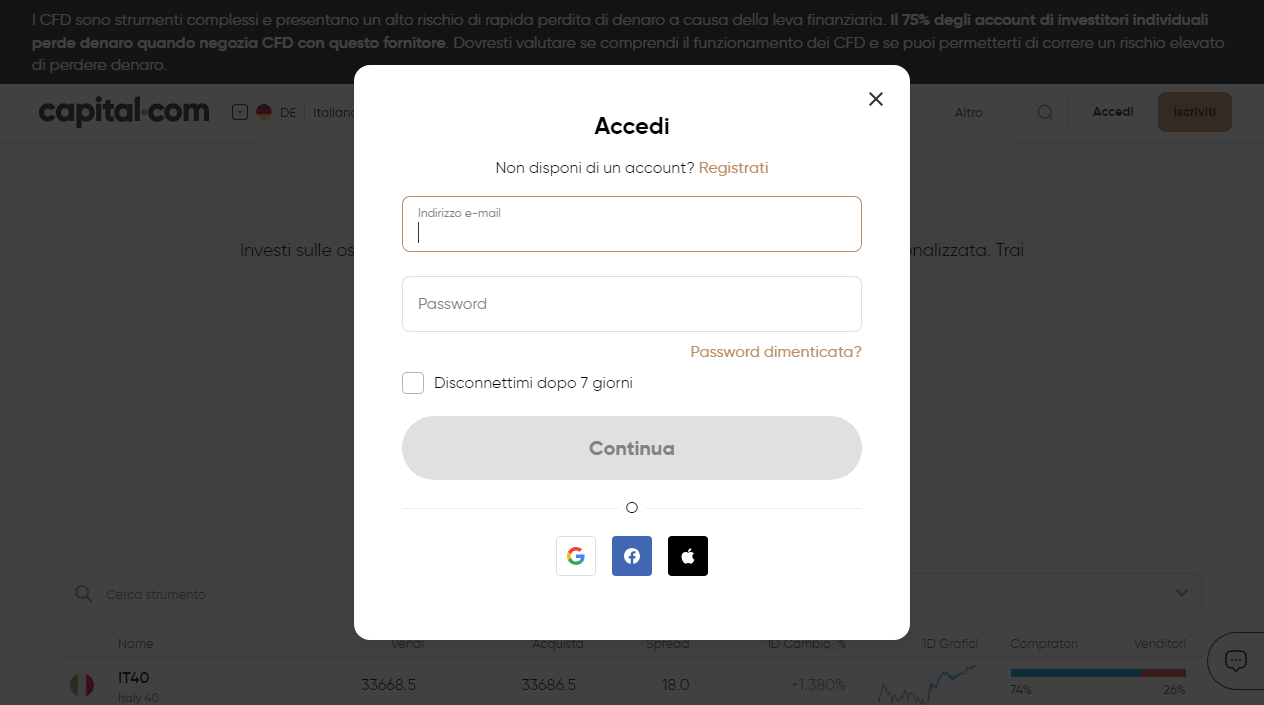 I CFD sono strumenti complessi e presentano un alto rischio di rapida perdita di denaro a causa della leva finanziaria. Il 75% degli account di investitori individuali
perde denaro quando negozia CFD con questo fornitore. Dovresti valutare se comprendi il funzionamento dei CFD e se puoi permetterti di correre un rischio elevato
di perdere denaro.
capital.com DE Italiano Altro Accedi Iscriviti
Accedi
Non disponi di un account? Registrati
Indirizzo e-mail
Investi sulle Trai
Password
Password dimenticata?
Disconnettimi dopo 7 giorni
Continua
O
Cerca strumento
Nome Vendi Acquista Spread 1D Cambio, % 1D Grafici Compratori Venditori
IT40 33668.5 33686.5 18.0 +1.380% 74% 26%
Italy 40